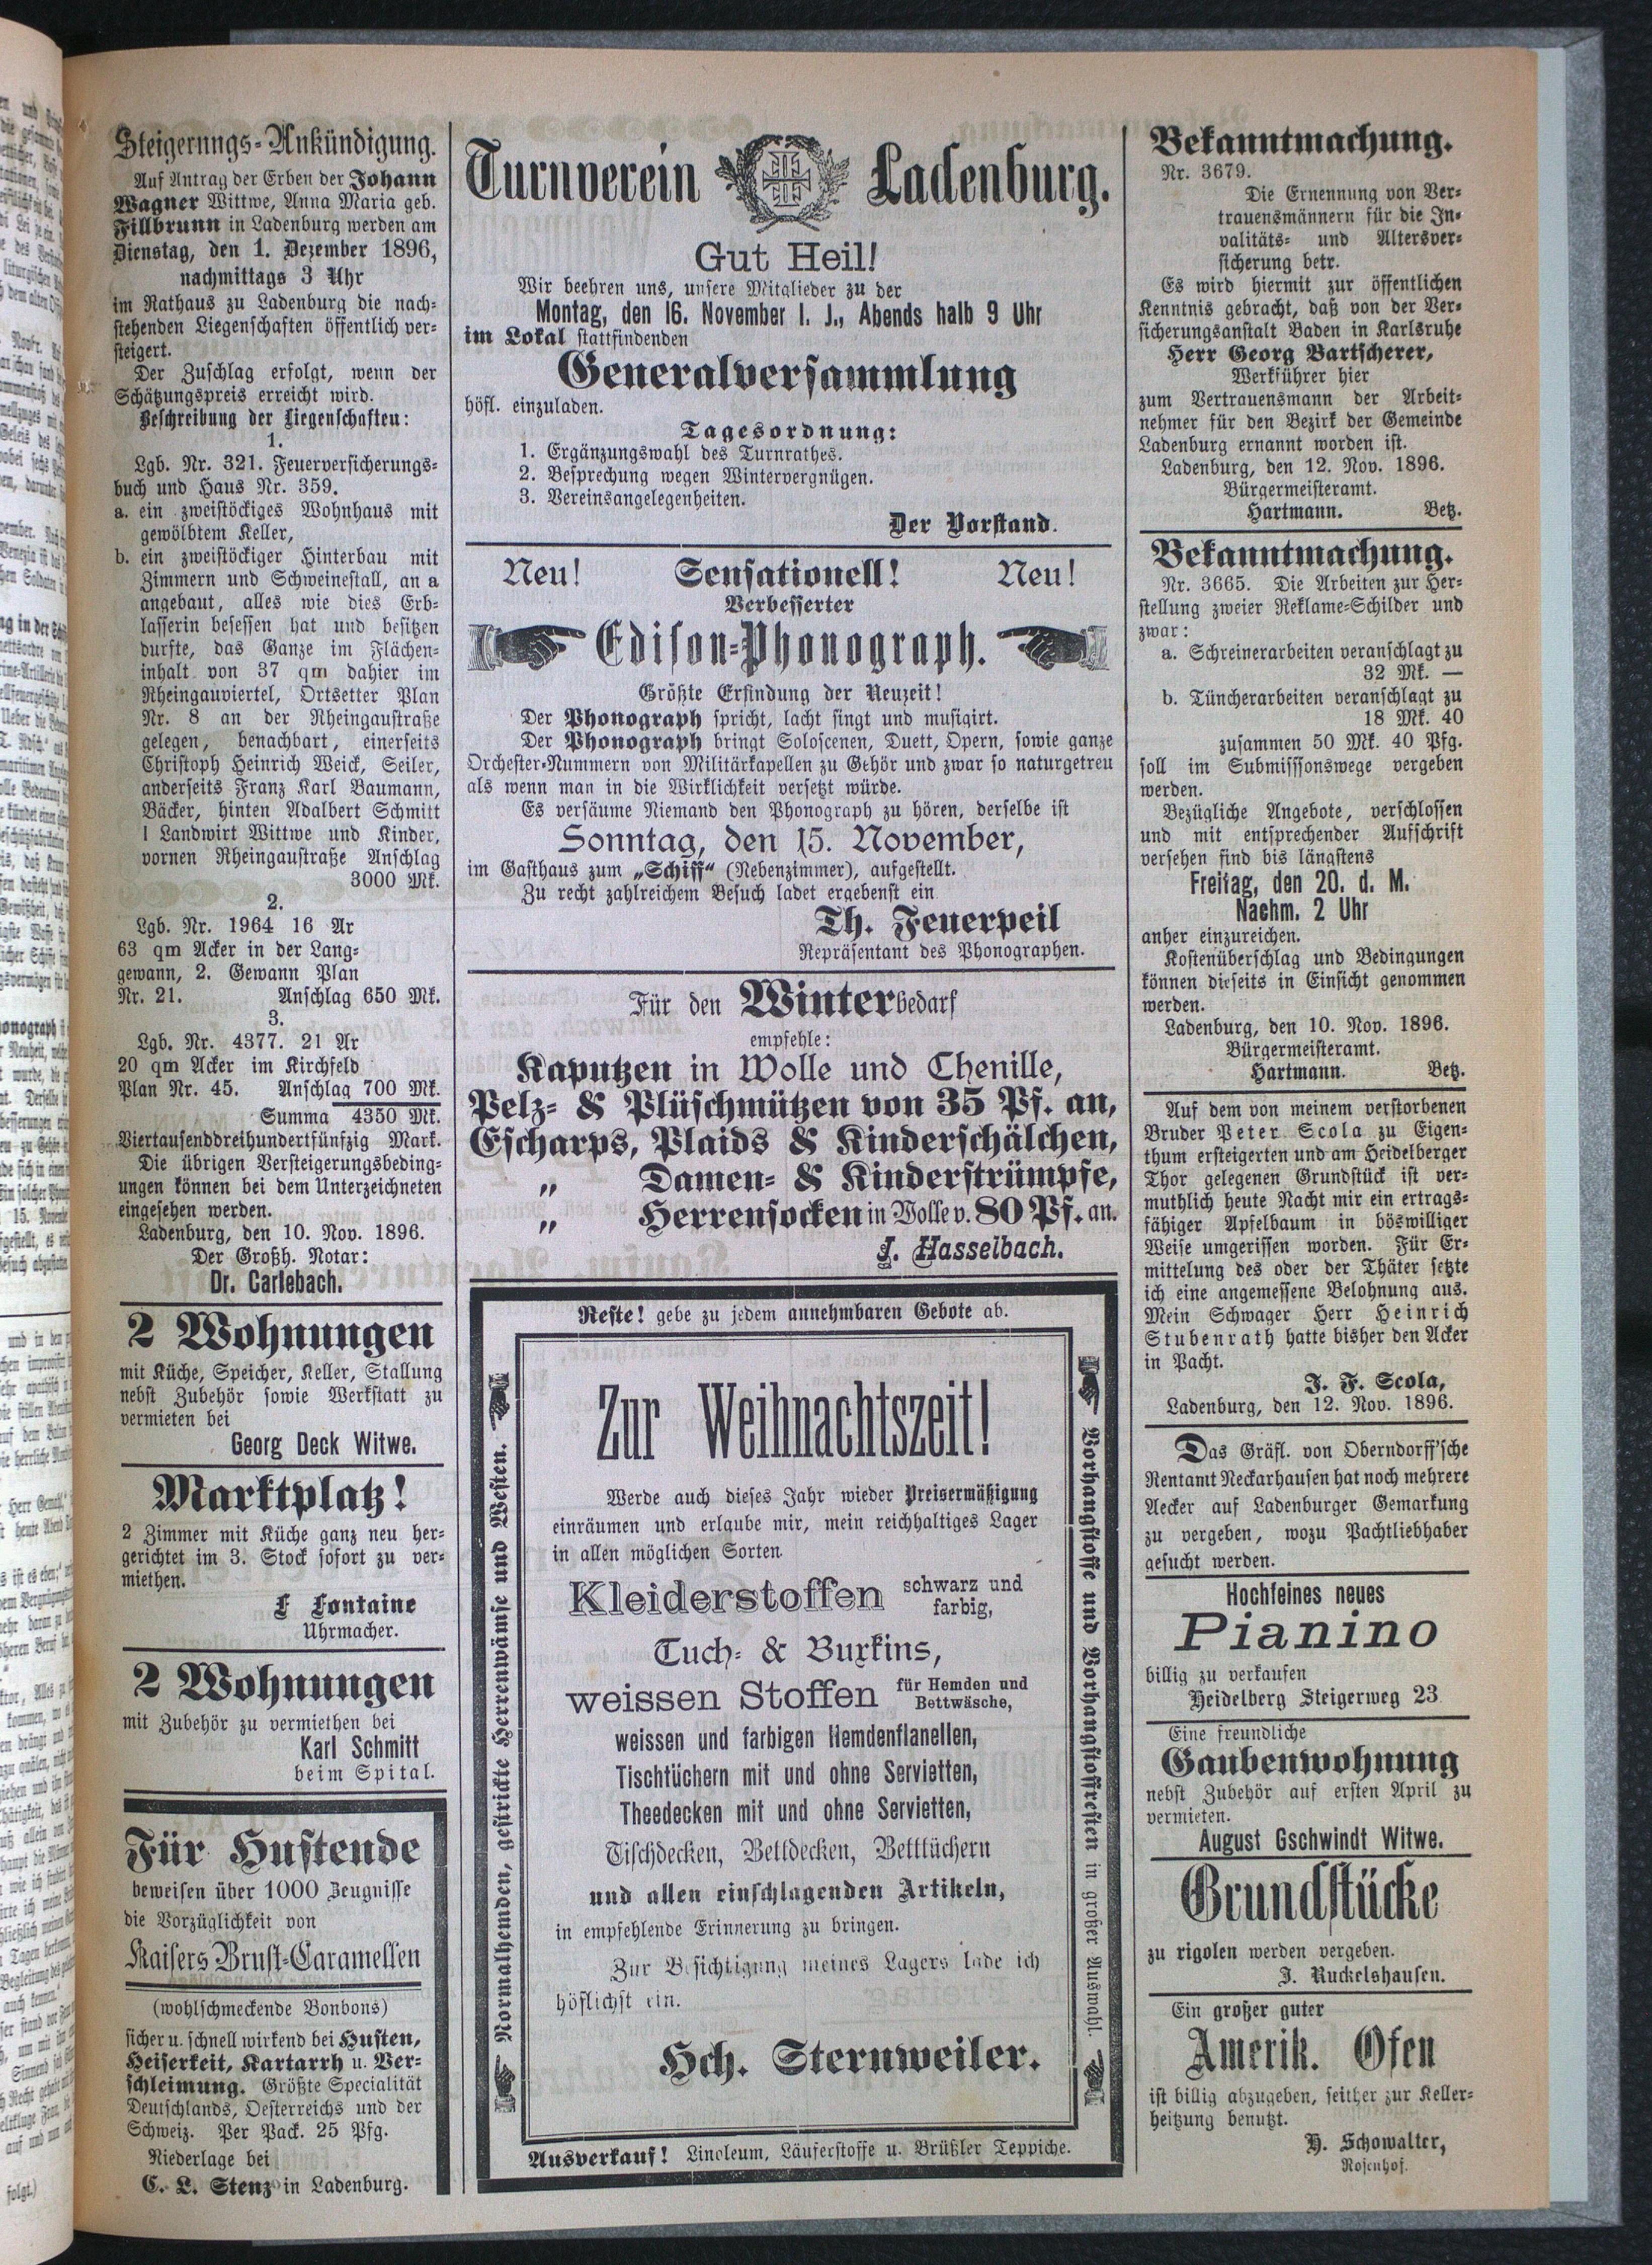 Steigerungs-Ankündigung.
Auf Antrag der Erben der Johann
Wagner Wittwe, Anna Maria geb.
Fillbrunn in Ladenburg werden am
Dienstag, den 1. Dezember 1896,
nachmittags 3 Uhr
im Rathaus zu Ladenburg die nach-
stehenden Liegenschaften öffentlich ver-
steigert.
Der Zuschlag erfolgt, wenn der
Schätzungspreis erreicht wird.
Beschreibung der Liegenschaften:
1.
Lgb. Nr. 321. Feuerversicherungs-
buch und Haus Nr. 359.
a. ein zweistöckiges Wohnhaus mit
gewölbtem Keller,
b. ein zweistöckiger Hinterbau mit
Zimmern und Schweinestall, an a
angebaut, alles wie dies Erb-
lasserin besessen hat und besitzen
durfte, das Ganze im Flächen-
inhalt von 37 qm dahier im
Rheingauviertel, Ortsetter Plan
Nr. 8 an der Rheingaustraße
gelegen, benachbart, einerseits
Christoph Heinrich Weick, Seiler,
anderseits Franz Karl Baumann,
Bäcker, hinten Adalbert Schmitt
I Landwirt Wittwe und Kinder,
vornen Rheingaustraße Anschlag
3000 Mk.
2.
Lgb. Nr. 1964 16 Ar
63 qm Acker in der Lang-
gewann, 2. Gewann Plan
Nr. 21. Anschlag 650 Mk.
3.
Lgb. Nr. 4377. 21 Ar
20 qm Acker im Kirchfeld
Plan Nr. 45. Anschlag 700 Mk.
Summa 4350 Mk.
Viertausenddreihundertfünfzig Mark.
Die übrigen Versteigerungsbeding-
ungen können bei dem Unterzeichneten
eingesehen werden.
Ladenburg, den 10. Nov. 1896.
Der Großh. Notar:
Dr. Carlebach.
2 Wohnungen
mit Küche, Speicher, Keller, Stallung
nebst Zubehör sowie Werkstatt zu
vermieten bei
Georg Deck Witwe.
Marktplatz!
2 Zimmer mit Küche ganz neu her-
gerichtet im 3. Stock sofort zu ver-
miethen.
F Fontaine
Uhrmacher.
2 Wohnungen
mit Zubehör zu vermiethen bei
Karl Schmitt
beim Spital.
Für Hustende
beweisen über 1000 Zeugnisse
die Vorzüglichkeit von
Kaisers Brust-Caramellen
(wohlschmeckende Bonbons)
sicher u. schnell wirkend bei Husten,
Heiserkeit, Kartarrh u. Ver-
schleimung. Größte Specialität
Deutschlands, Oesterreichs und der
Schweiz. Per Pack. 25 Pfg.
Niederlage bei
C. L. Stenz in Ladenburg.
Turnverein Ladenburg.
Gut Heil!
Wir beehren uns, unsere Mitglieder zu der
Montag, den 16. November l. J., Abends halb 9 Uhr
im Lokal stattfindenden
Generalversammlung
höfl. einzuladen.
Tagesordnung:
1. Ergänzungswahl des Turnrathes.
2. Besprechung wegen Wintervergnügen.
3. Vereinsangelegenheiten.
Der Vorstand.
Neu! Sensationell! Neu!
Verbesserter
Edison-Phonograph.
Größte Erfindung der Neuzeit!
Der Phonograph spricht, lacht singt und musigirt.
Der Phonograph bringt Soloscenen, Duett, Opern, sowie ganze
Orchester-Nummern von Militärkapellen zu Gehör und zwar so naturgetreu
als wenn man in die Wirklichkeit versetzt würde.
Es versäume Niemand den Phonograph zu hören, derselbe ist
Sonntag, den 15. November,
im Gasthaus zum „Schiff“ (Nebenzimmer), aufgestellt.
Zu recht zahlreichem Besuch ladet ergebenst ein
Th. Feuerpeil
Repräsentant des Phonographen.
Für den Winterbedarf
empfehle:
Kaputzen in Wolle und Chenille,
Pelz- & Plüschmützen von 35 Pf. an,
Escharps, Plaids & Kinderschälchen,
„ Damen- & Kinderstrümpfe,
„ Herrensocken in Wolle v. 80 Pf. an.
J. Hasselbach.
Reste! gebe zu jedem annehmbaren Gebote ab.
Normalhemden, gestrickte Herrenwämse und Westen.
Zur Weihnachtszeit!
Werde auch dieses Jahr wieder Preisermäßigung
einräumen und erlaube mir, mein reichhaltiges Lager
in allen möglichen Sorten
Kleiderstoffen schwarz und
farbig,
Tuch- & Buxkins,
weissen Stoffen für Hemden und
Bettwäsche,
weissen und farbigen Hemdenflanellen,
Tischtüchern mit und ohne Servietten,
Theedecken mit und ohne Servietten,
Tischdecken, Bettdecken, Betttüchern
und allen einschlagenden Artikeln,
in empfehlende Erinnerung zu bringen.
Zur Besichtigung meines Lagers lade ich
höflichst ein.
Hch. Sternweiler.
Vorhangstoffe und Vorhangstoffresten in großer Auswahl.
Ausverkauf! Linoleum, Läuferstoffe u. Brüßler Teppiche.
Bekanntmachung.
Nr. 3679.
Die Ernennung von Ver-
trauensmännern für die In-
valitäts- und Altersver-
sicherung betr.
Es wird hiermit zur öffentlichen
Kenntnis gebracht, daß von der Ver-
sicherungsanstalt Baden in Karlsruhe
Herr Georg Bartscherer,
Werkführer hier
zum Vertrauensmann der Arbeit-
nehmer für den Bezirk der Gemeinde
Ladenburg ernannt worden ist.
Ladenburg, den 12. Nov. 1896.
Bürgermeisteramt.
Hartmann. Betz.
Bekanntmachung.
Nr. 3665. Die Arbeiten zur Her-
stellung zweier Reklame-Schilder und
zwar:
a. Schreinerarbeiten veranschlagt zu
32 Mk. —
b. Tüncherarbeiten veranschlagt zu
18 Mk. 40
zusammen 50 Mk. 40 Pfg.
soll im Submisssonswege vergeben
werden.
Bezügliche Angebote, verschlossen
und mit entsprechender Aufschrift
versehen sind bis längstens
Freitag, den 20. d. M.
Nachm. 2 Uhr
anher einzureichen.
Kostenüberschlag und Bedingungen
können dieseits in Einsicht genommen
werden.
Ladenburg, den 10. Nov. 1896.
Bürgermeisteramt.
Hartmann. Betz.
Auf dem von meinem verstorbenen
Bruder Peter Scola zu Eigen-
thum ersteigerten und am Heidelberger
Thor gelegenen Grundstück ist ver-
muthlich heute Nacht mir ein ertrags-
fähiger Apfelbaum in böswilliger
Weise umgerissen worden. Für Er-
mittelung des oder der Thäter setzte
ich eine angemessene Belohnung aus.
Mein Schwager Herr Heinrich
Stubenrath hatte bisher den Acker
in Pacht.
J. F. Scola,
Ladenburg, den 12. Nov. 1896.
Das Gräfl. von Oberndorff'sche
Rentamt Neckarhausen hat noch mehrere
Aecker auf Ladenburger Gemarkung
zu vergeben, wozu Pachtliebhaber
gesucht werden.
Hochfeines neues
Pianino
billig zu verkaufen
Heidelberg Steigerweg 23
Eine freundliche
Gaubenwohnung
nebst Zubehör auf ersten April zu
vermieten.
August Gschwindt Witwe.
Grundstücke
zu rigolen werden vergeben.
J. Ruckelshausen.
Ein großer guter
Amerik. Ofen
ist billig abzugeben, seither zur Keller-
heitzung benutzt.
H. Schowalter,
Rosenhof.